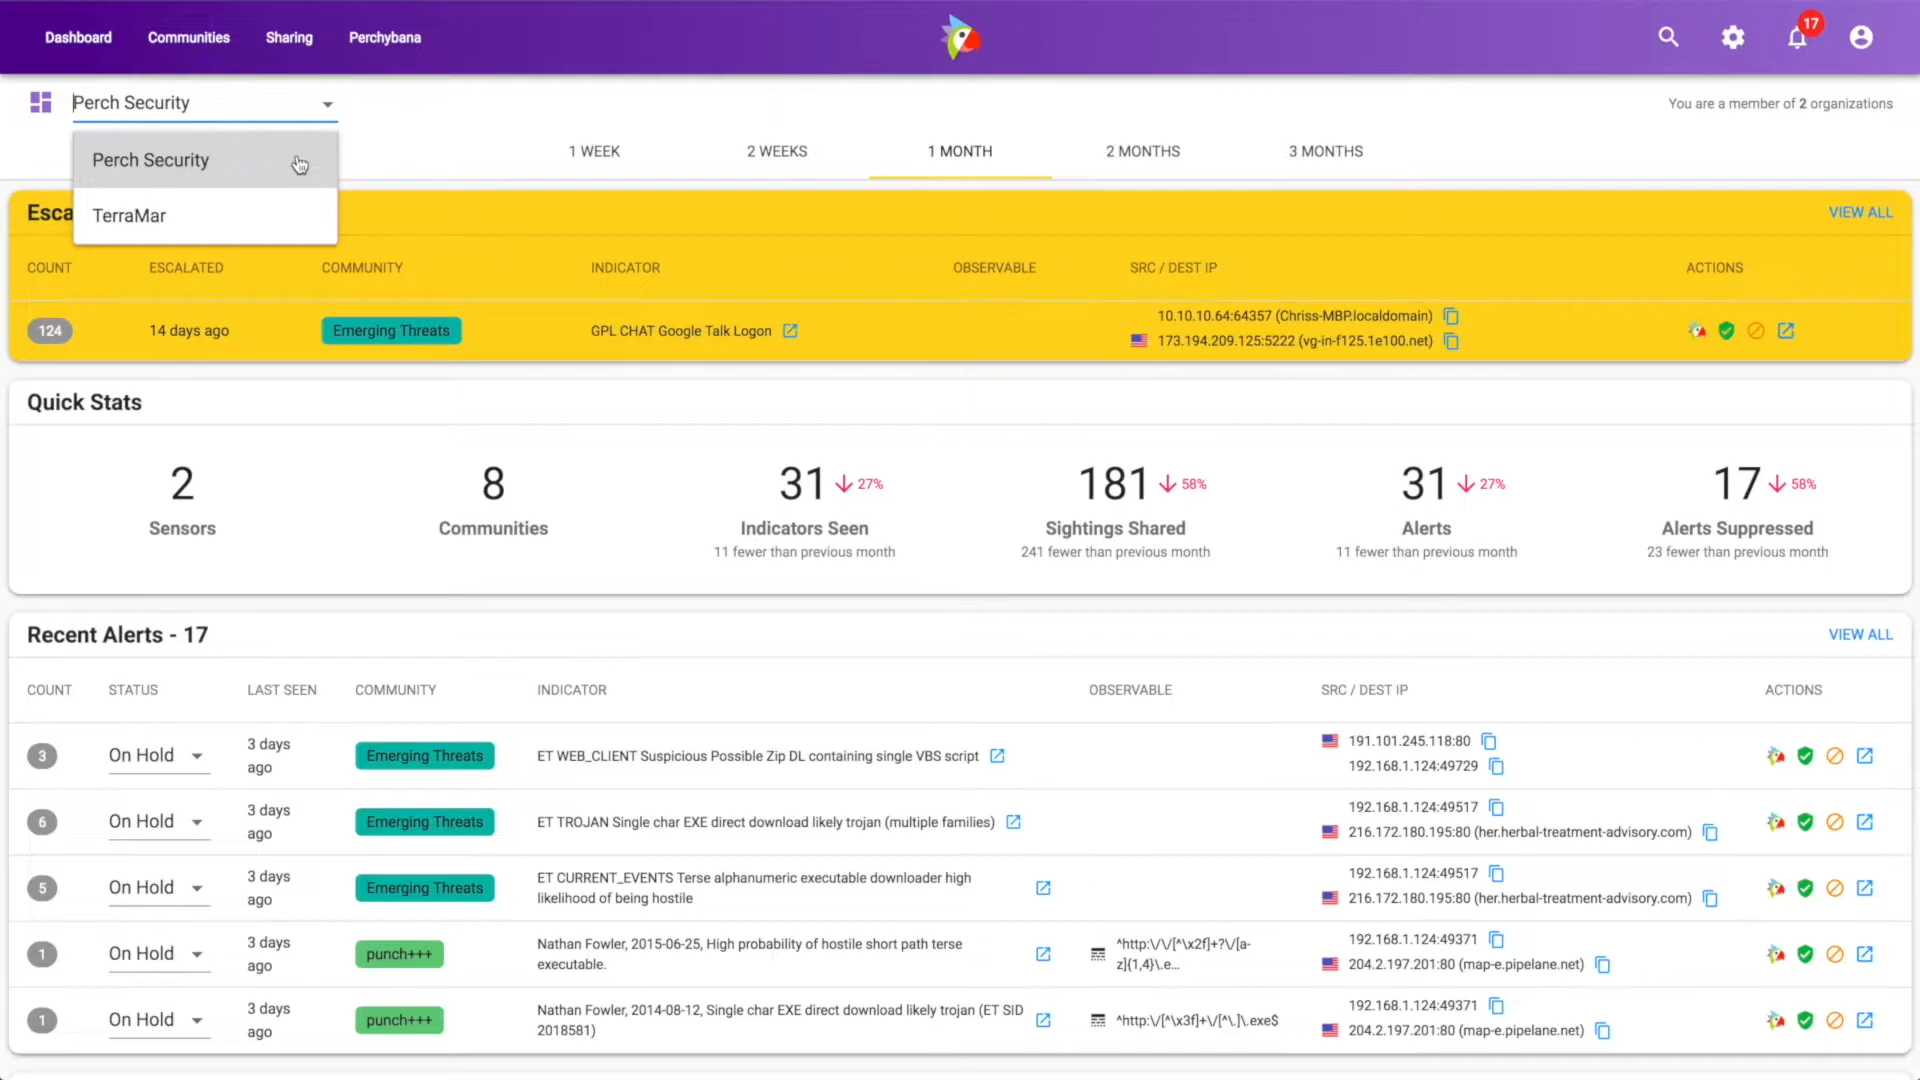 Dashboard Communities Sharing Perchybana
17
Perch Security
You are a member of 2 organizations
Perch Security
TerraMar
1 WEEK 2 WEEKS 1 MONTH 2 MONTHS 3 MONTHS
Esca
VIEW ALL
COUNT ESCALATED COMMUNITY INDICATOR OBSERVABLE SRC / DEST IP ACTIONS
124 14 days ago Emerging Threats GPL CHAT Google Talk Logon
10.10.10.64:64357 (Chriss-MBP.localdomain)
173.194.209.125:5222 (vg-in-f125.1e100.net)
Quick Stats
2
Sensors
8
Communities
31 27%
Indicators Seen
11 fewer than previous month
181 58%
Sightings Shared
241 fewer than previous month
31 27%
Alerts
11 fewer than previous month
17 58%
Alerts Suppressed
23 fewer than previous month
Recent Alerts - 17
VIEW ALL
COUNT STATUS LAST SEEN COMMUNITY INDICATOR OBSERVABLE SRC / DEST IP ACTIONS
3 On Hold
3 days
ago
Emerging Threats
ET WEB_CLIENT Suspicious Possible Zip DL containing single VBS script
191.101.245.118:80
192.168.1.124:49729
6 On Hold
3 days
ago
Emerging Threats
ET TROJAN Single char EXE direct download likely trojan (multiple families)
192.168.1.124:49517
216.172.180.195:80 (her.herbal-treatment-advisory.com)
5 On Hold
3 days
ago
Emerging Threats
ET CURRENT_EVENTS Terse alphanumeric executable downloader high
likelihood of being hostile
192.168.1.124:49517
216.172.180.195:80 (her.herbal-treatment-advisory.com)
1 On Hold
3 days
ago
punch+++
Nathan Fowler, 2015-06-25, High probability of hostile short path terse
executable.
^http:\/\/[^\x2f]+?\/[a-
z]{1,4}\.e...
192.168.1.124:49371
204.2.197.201:80 (map-e.pipelane.net)
1 On Hold
3 days
ago
punch+++
Nathan Fowler, 2014-08-12, Single char EXE direct download likely trojan (ET SID
2018581)
^http:\/[^\x3f]+\/[^\.]\.exe$
192.168.1.124:49371
204.2.197.201:80 (map-e.pipelane.net)